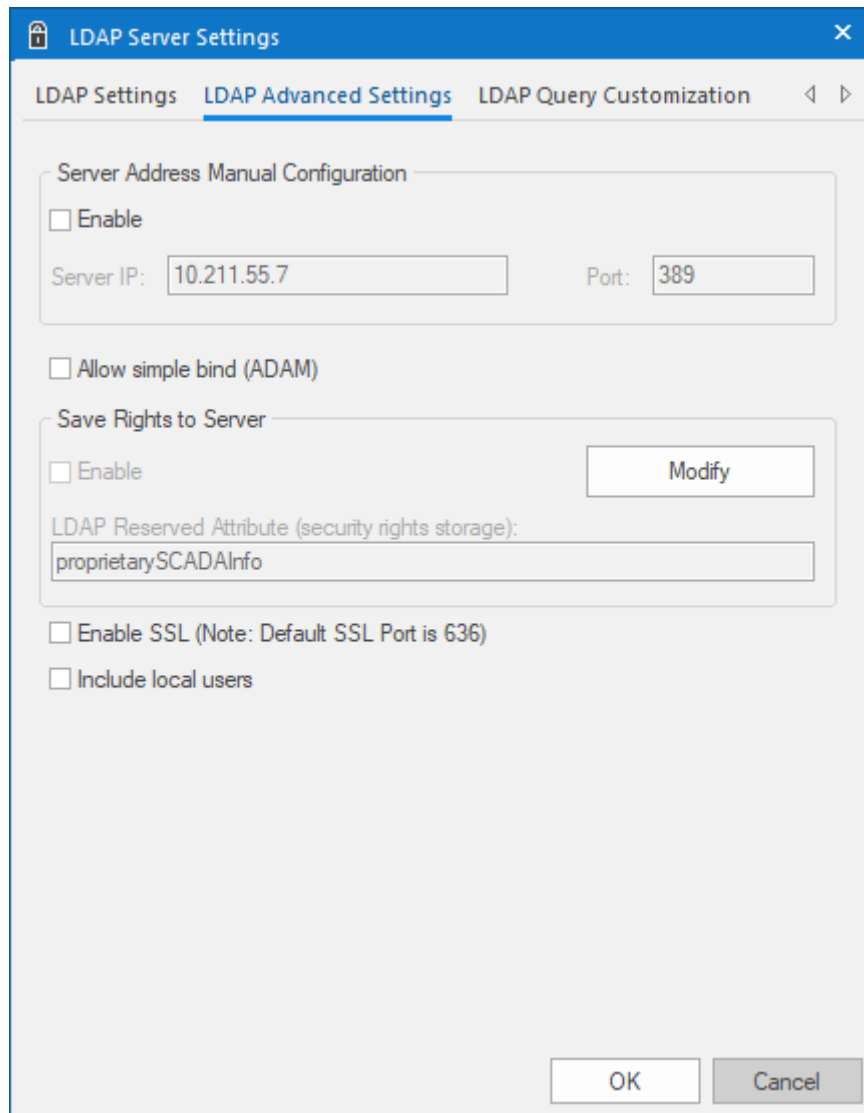 LDAP Server Settings
LDAP Settings LDAP Advanced Settings LDAP Query Customization
Server Address Manual Configuration
Enable
Server IP: 10.211.55.7 Port: 389
Allow simple bind (ADAM)
Save Rights to Server
Enable Modify
LDAP Reserved Attribute (security rights storage):
proprietarySCADAInfo
Enable SSL (Note: Default SSL Port is 636)
Include local users
OK Cancel